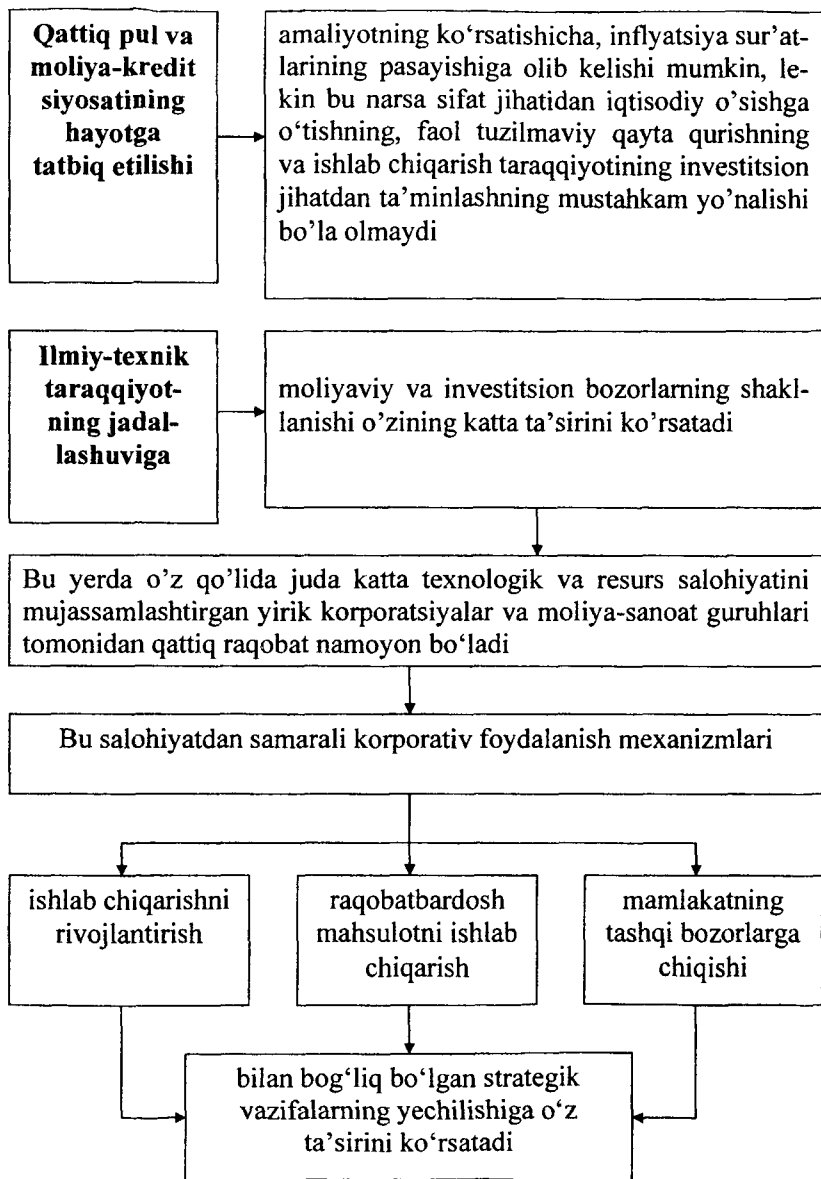 Qattiq pul va
moliya-kredit
siyosatining
hayotga
tatbiq etilishi
amaliyotning ko‘rsatishicha, inflyatsiya sur’at-
larining pasayishiga olib kelishi mumkin, le-
kin bu narsa sifat jihatidan iqtisodiy o’sishga
o‘tishning, faol tuzilmaviy qayta qurishning
va ishlab chiqarish taraqqiyotining investitsion
jihatdan ta’minlashning mustahkam yo’nalishi
bo’la olmaydi
Ilmiy-texnik
taraqqiyot-
ning jadal-
lashuviga
moliyaviy va investitsion bozorlarning shakl-
lanishi o’zining katta ta’sirini ko’rsatadi
Bu yerda o’z qo’lida juda katta texnologik va resurs salohiyatini
mujassamlashtirgan yirik korporatsiyalar va moliya-sanoat guruhlari
tomonidan qattiq raqobat namoyon bo‘ladi
Bu salohiyatdan samarali korporativ foydalanish mexanizmlari
ishlab chiqarishni
rivojlantirish
raqobatbardosh
mahsulotni ishlab
chiqarish
mamlakatning
tashqi bozorlarga
chiqishi
bilan bog‘liq bo‘lgan strategik
vazifalarning yechilishiga o‘z
ta’sirini ko‘rsatadi